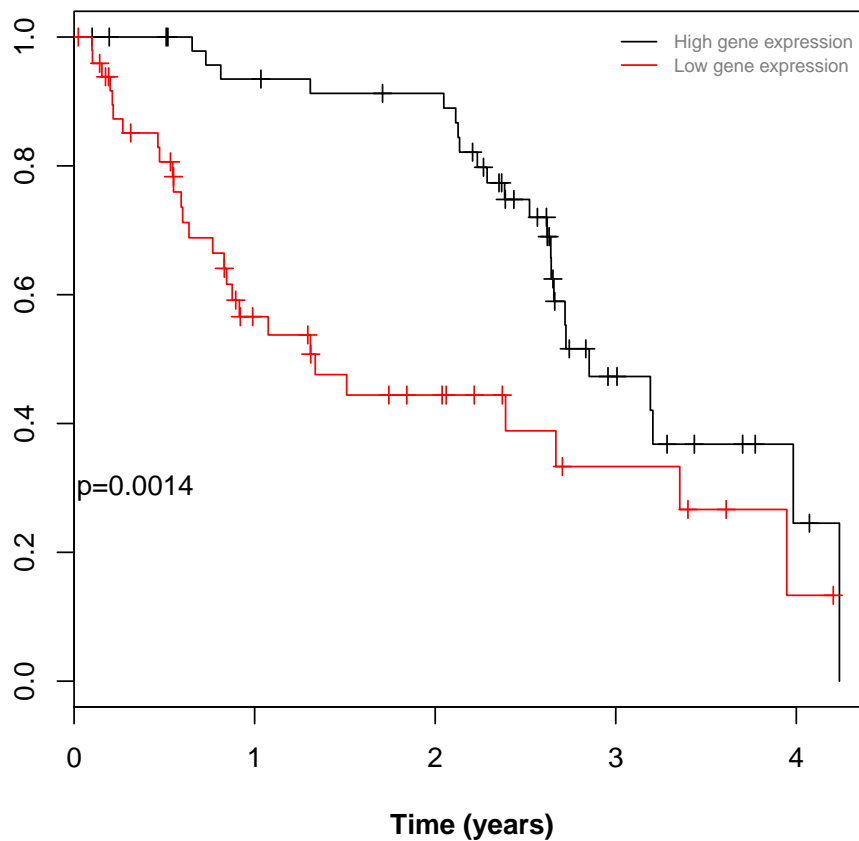 High gene expression
Low gene expression
1.0
0.8
0.6
0.4
0.2
0.0
p=0.0014
0 1 2 3 4
Time (years)